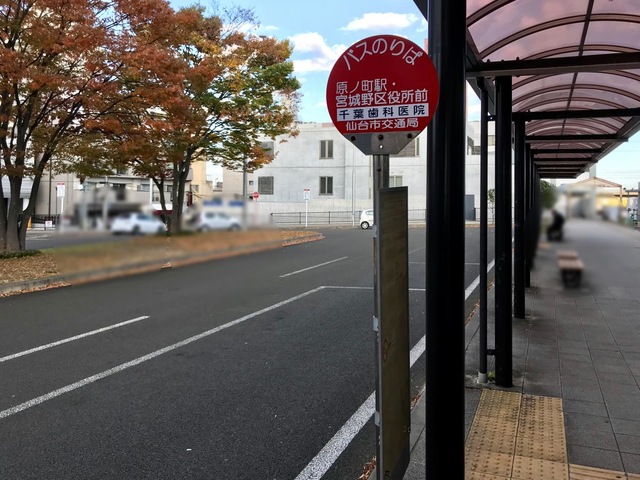 バスのりば
原ノ町駅・
宮城野区役所前
千葉歯科医院
仙台市交通局